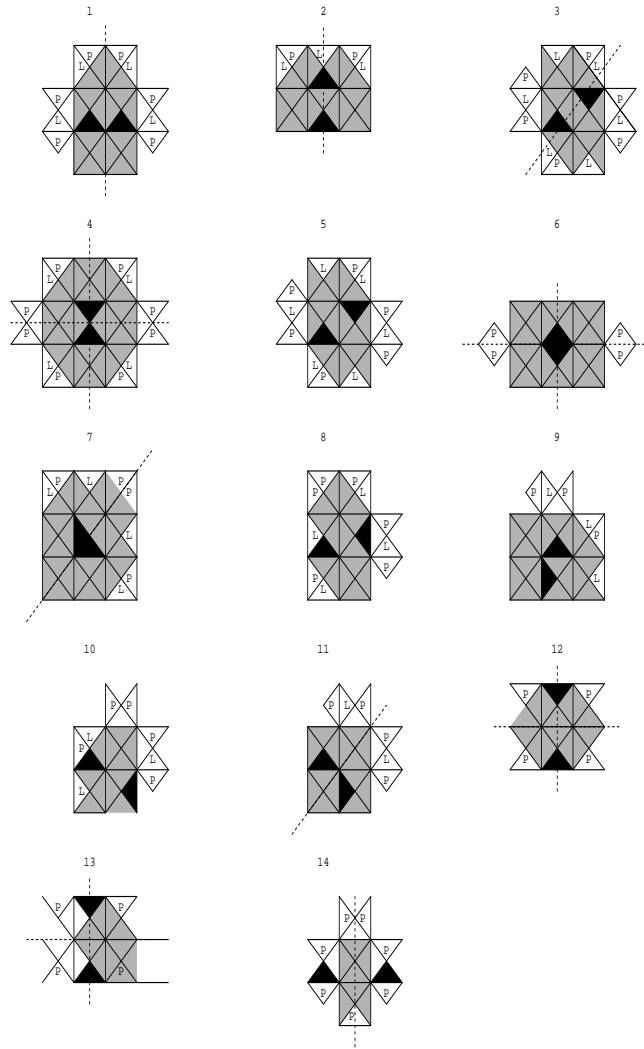 1
2
3
P P L P P P
L L L L L L
P P P L L P
P P L L P
L L P P
4
5
6
P P L P
L L P L
P P L P P
P P L L P P
L L L L P
P P P P
7
8
9
P L P P P P P L P
L L P L P L
L P P
P P L P L
L L P
10
11
12
P P P L P P P
L P P
P L L
L P P P P
13
14
P P P P
P P
P P P P
P